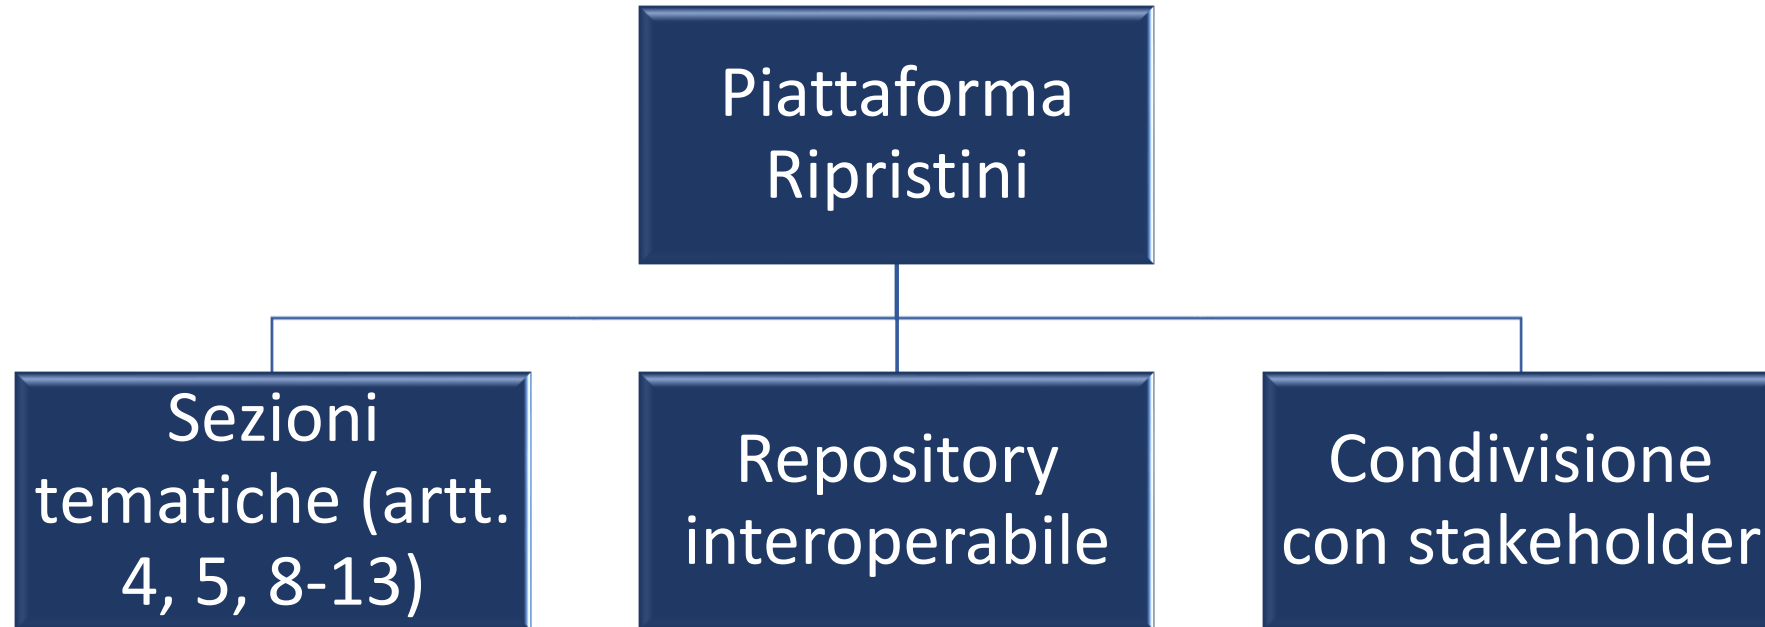 Piattaforma
Ripristini
Sezioni
tematiche (artt.
4, 5, 8-13)
Repository
interoperabile
Condivisione
con stakeholder